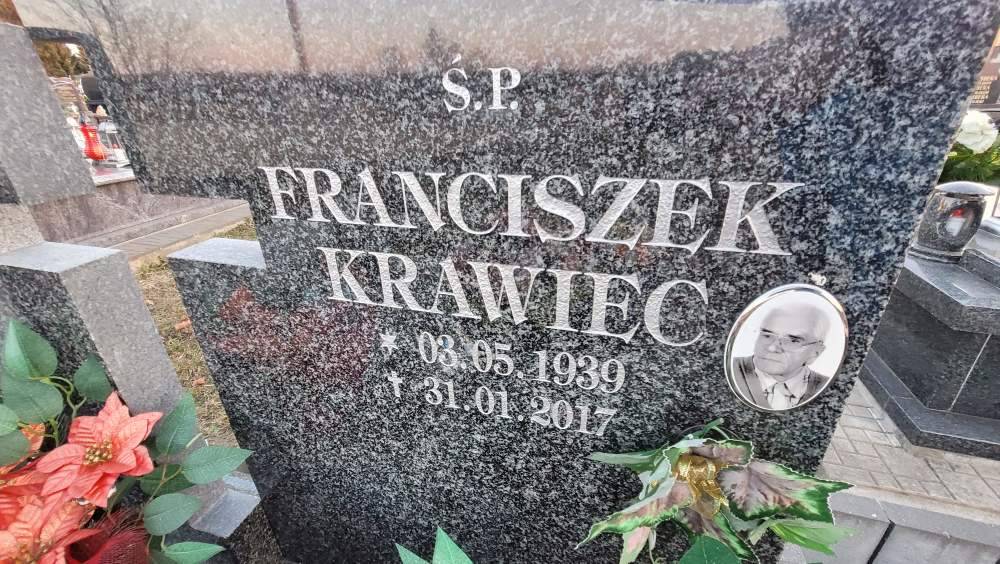 Ś.P.
FRANCISZEK
KRAWIEC
* 03.05.1939
✝ 31.01.2017